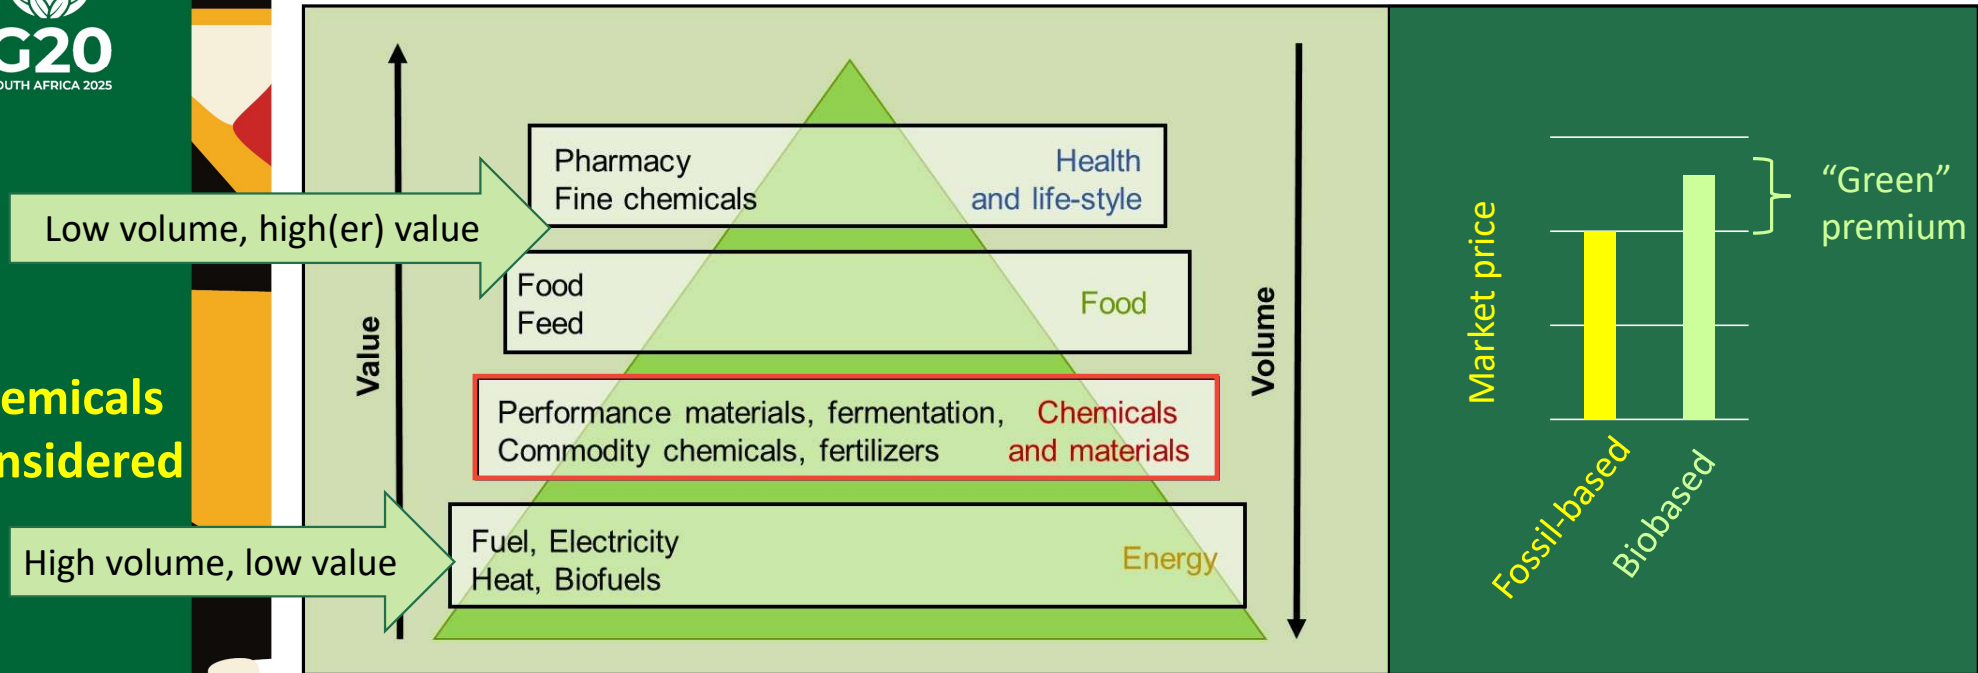 G20
SOUTH AFRICA 2025
emicals
nsidered
Low volume, high(er) value
High volume, low value
Value
Pharmacy
Fine chemicals
Health
and life-style
Food
Feed
Food
Performance materials, fermentation,
Commodity chemicals, fertilizers
Chemicals
and materials
Fuel, Electricity
Heat, Biofuels
Energy
Volume
Market price
Fossil-based
Biobased
“Green”
premium